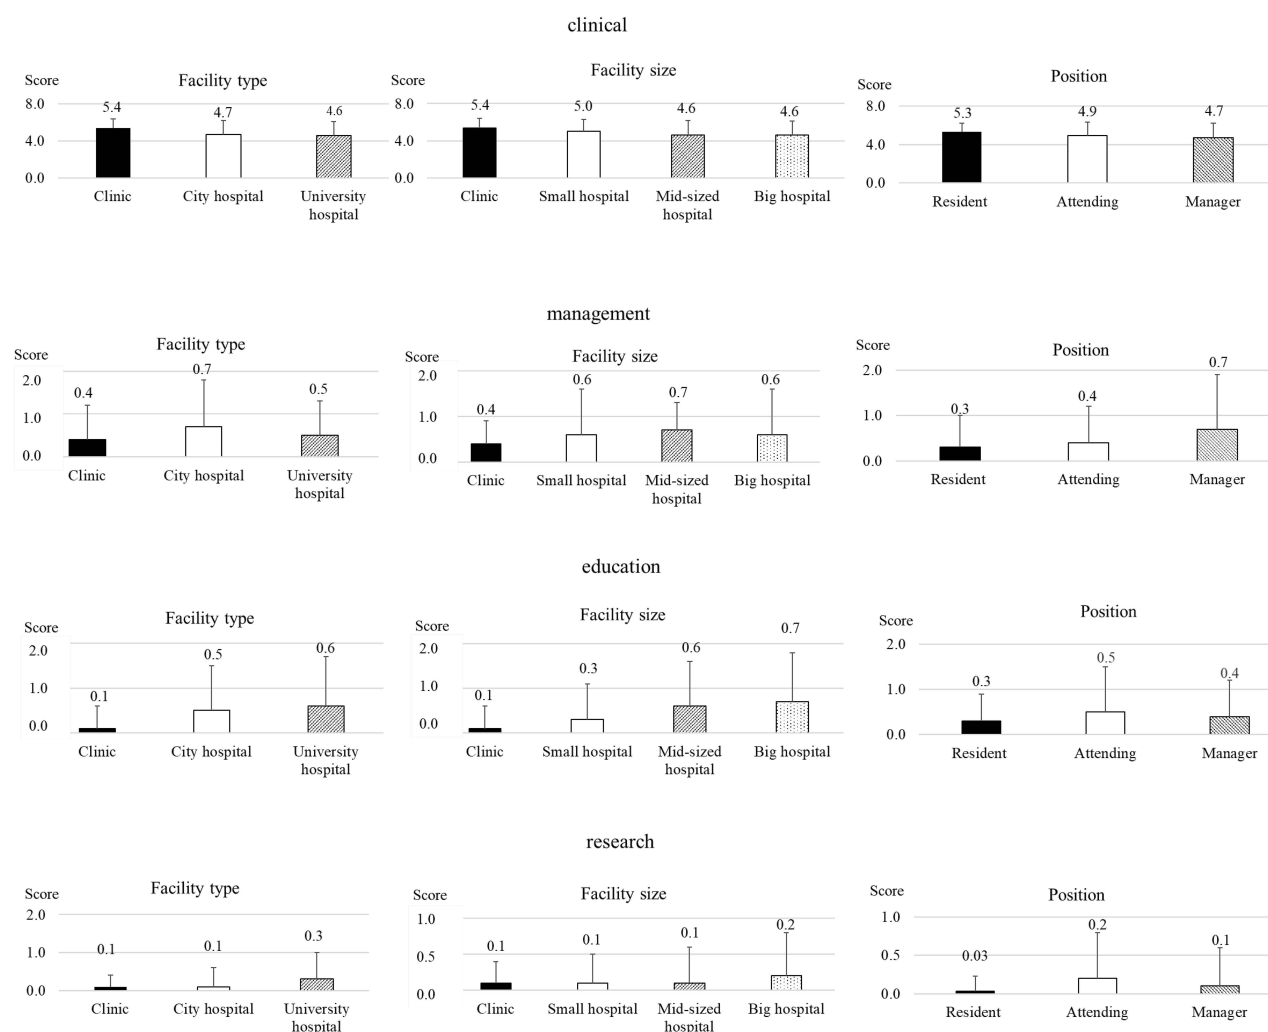 clinical
Facility type
Score
8.0
4.0
0.0
5.4
4.7
4.6
Clinic
City hospital
University
hospital
Facility size
Score
8.0
4.0
0.0
5.4
5.0
4.6
4.6
Clinic
Small hospital
Mid-sized
hospital
Big hospital
Position
Score
8.0
4.0
0.0
5.3
4.9
4.7
Resident
Attending
Manager
management
Facility type
Score
2.0
1.0
0.0
0.4
0.7
0.5
Clinic
City hospital
University
hospital
Facility size
Score
2.0
1.0
0.0
0.4
0.6
0.7
0.6
Clinic
Small hospital
Mid-sized
hospital
Big hospital
Position
Score
2.0
1.0
0.0
0.3
0.4
0.7
Resident
Attending
Manager
education
Facility type
Score
2.0
1.0
0.0
0.1
0.5
0.6
Clinic
City hospital
University
hospital
Facility size
Score
2.0
1.0
0.0
0.1
0.3
0.6
0.7
Clinic
Small hospital
Mid-sized
hospital
Big hospital
Position
Score
2.0
1.0
0.0
0.3
0.5
0.4
Resident
Attending
Manager
research
Facility type
Score
2.0
1.0
0.0
0.1
0.1
0.3
Clinic
City hospital
University
hospital
Facility size
Score
1.0
0.5
0.0
0.1
0.1
0.1
0.2
Clinic
Small hospital
Mid-sized
hospital
Big hospital
Position
Score
1.0
0.5
0.0
0.03
0.2
0.1
Resident
Attending
Manager